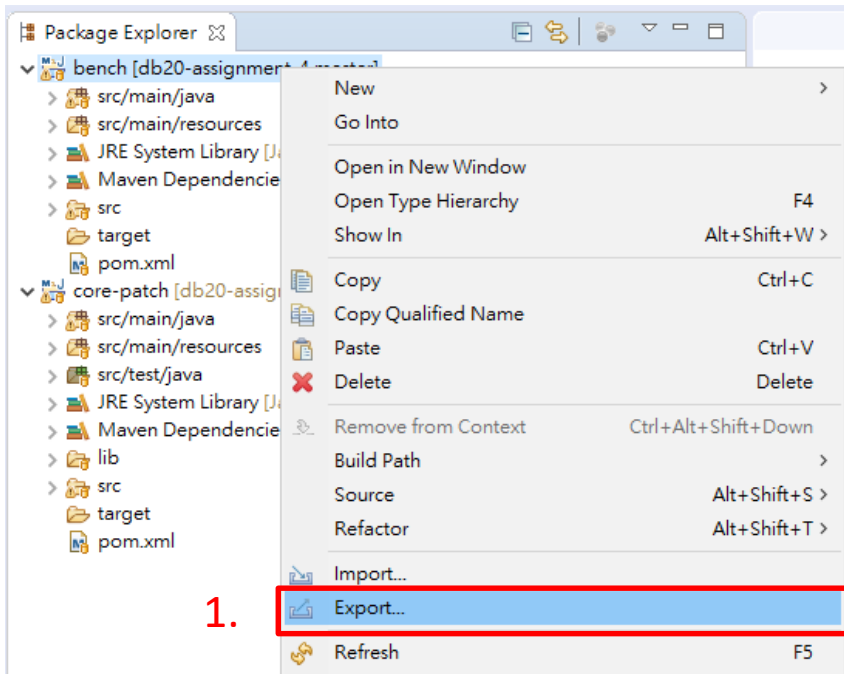 Package Explorer
bench [db20-assignment-4 master]
src/main/java
src/main/resources
JRE System Library [Ja
Maven Dependencie
src
target
pom.xml
core-patch [db20-assig
src/main/java
src/main/resources
src/test/java
JRE System Library [Ja
Maven Dependencie
lib
src
target
pom.xml
New >
Go Into
Open in New Window
Open Type Hierarchy F4
Show In Alt+Shift+W >
Copy Ctrl+C
Copy Qualified Name
Paste Ctrl+V
Delete Delete
Remove from Context Ctrl+Alt+Shift+Down
Build Path >
Source Alt+Shift+S >
Refactor Alt+Shift+T >
Import...
1. Export...
Refresh F5